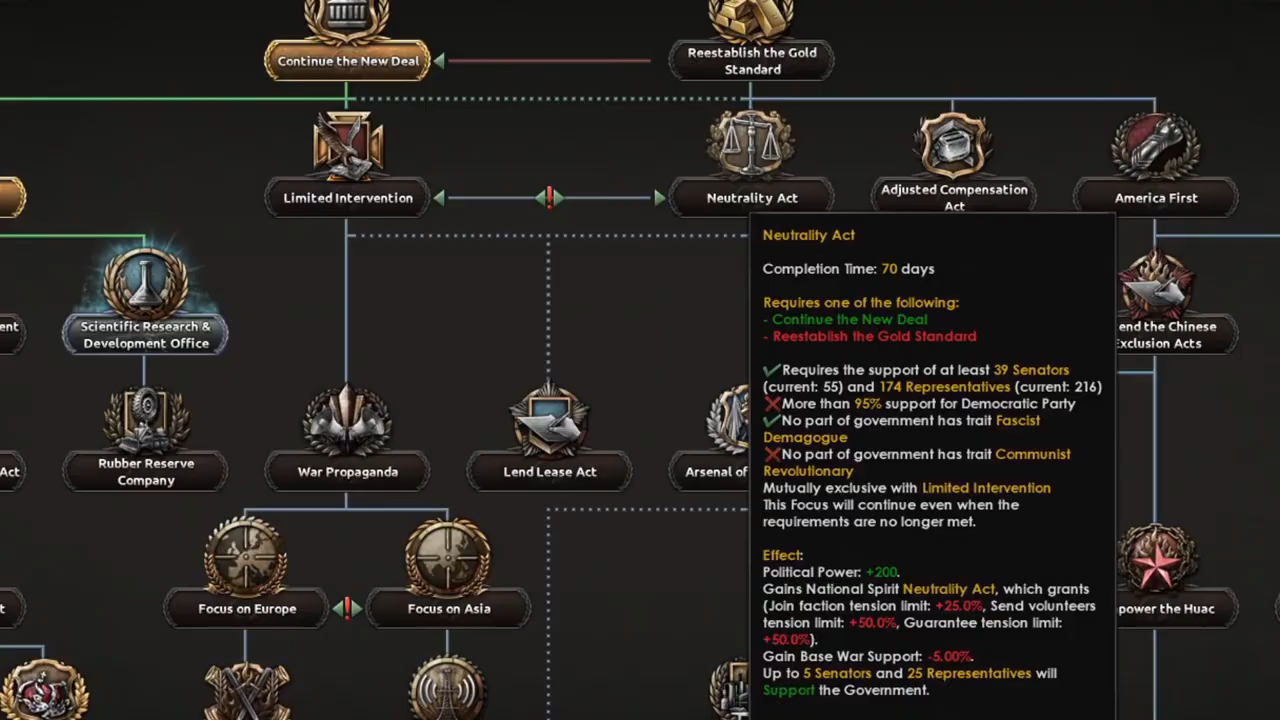 Continue the New Deal
Reestablish the Gold
Standard
Limited Intervention
Neutrality Act
Adjusted Compensation
Act
America First
Neutrality Act
Completion Time: 70 days
Requires one of the following:
- Continue the New Deal
- Reestablish the Gold Standard
Requires the support of at least 39 Senators
(current: 55) and 174 Representatives (current: 216)
More than 95% support for Democratic Party
No part of government has trait Fascist
Demagogue
No part of government has trait Communist
Revolutionary
Mutually exclusive with Limited Intervention
This Focus will continue even when the
requirements are no longer met.
Effect:
Political Power: +200.
Gains National Spirit Neutrality Act, which grants
(Join faction tension limit: +25.0%, Send volunteers
tension limit: +50.0%, Guarantee tension limit:
+50.0%).
Gain Base War Support: -5.00%.
Up to 5 Senators and 25 Representatives will
Support the Government.
Scientific Research &
Development Office
end the Chinese
Exclusion Acts
Act
Rubber Reserve
Company
War Propaganda
Lend Lease Act
Arsenal of
Focus on Europe
Focus on Asia
power the Huac